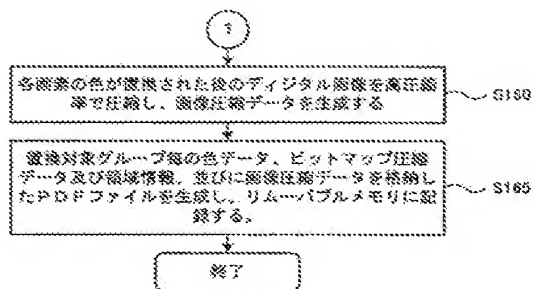 1
各画素の色が置換された後のディジタル画像を高圧縮
率で圧縮し、画像圧縮データを生成する
S160
置換対象グループ毎の色データ、ビットマップ圧縮
データ及び領域情報、並びに画像圧縮データを格納し
たPDFファイルを生成し、リムーバブルメモリに記
録する。
S165
終了